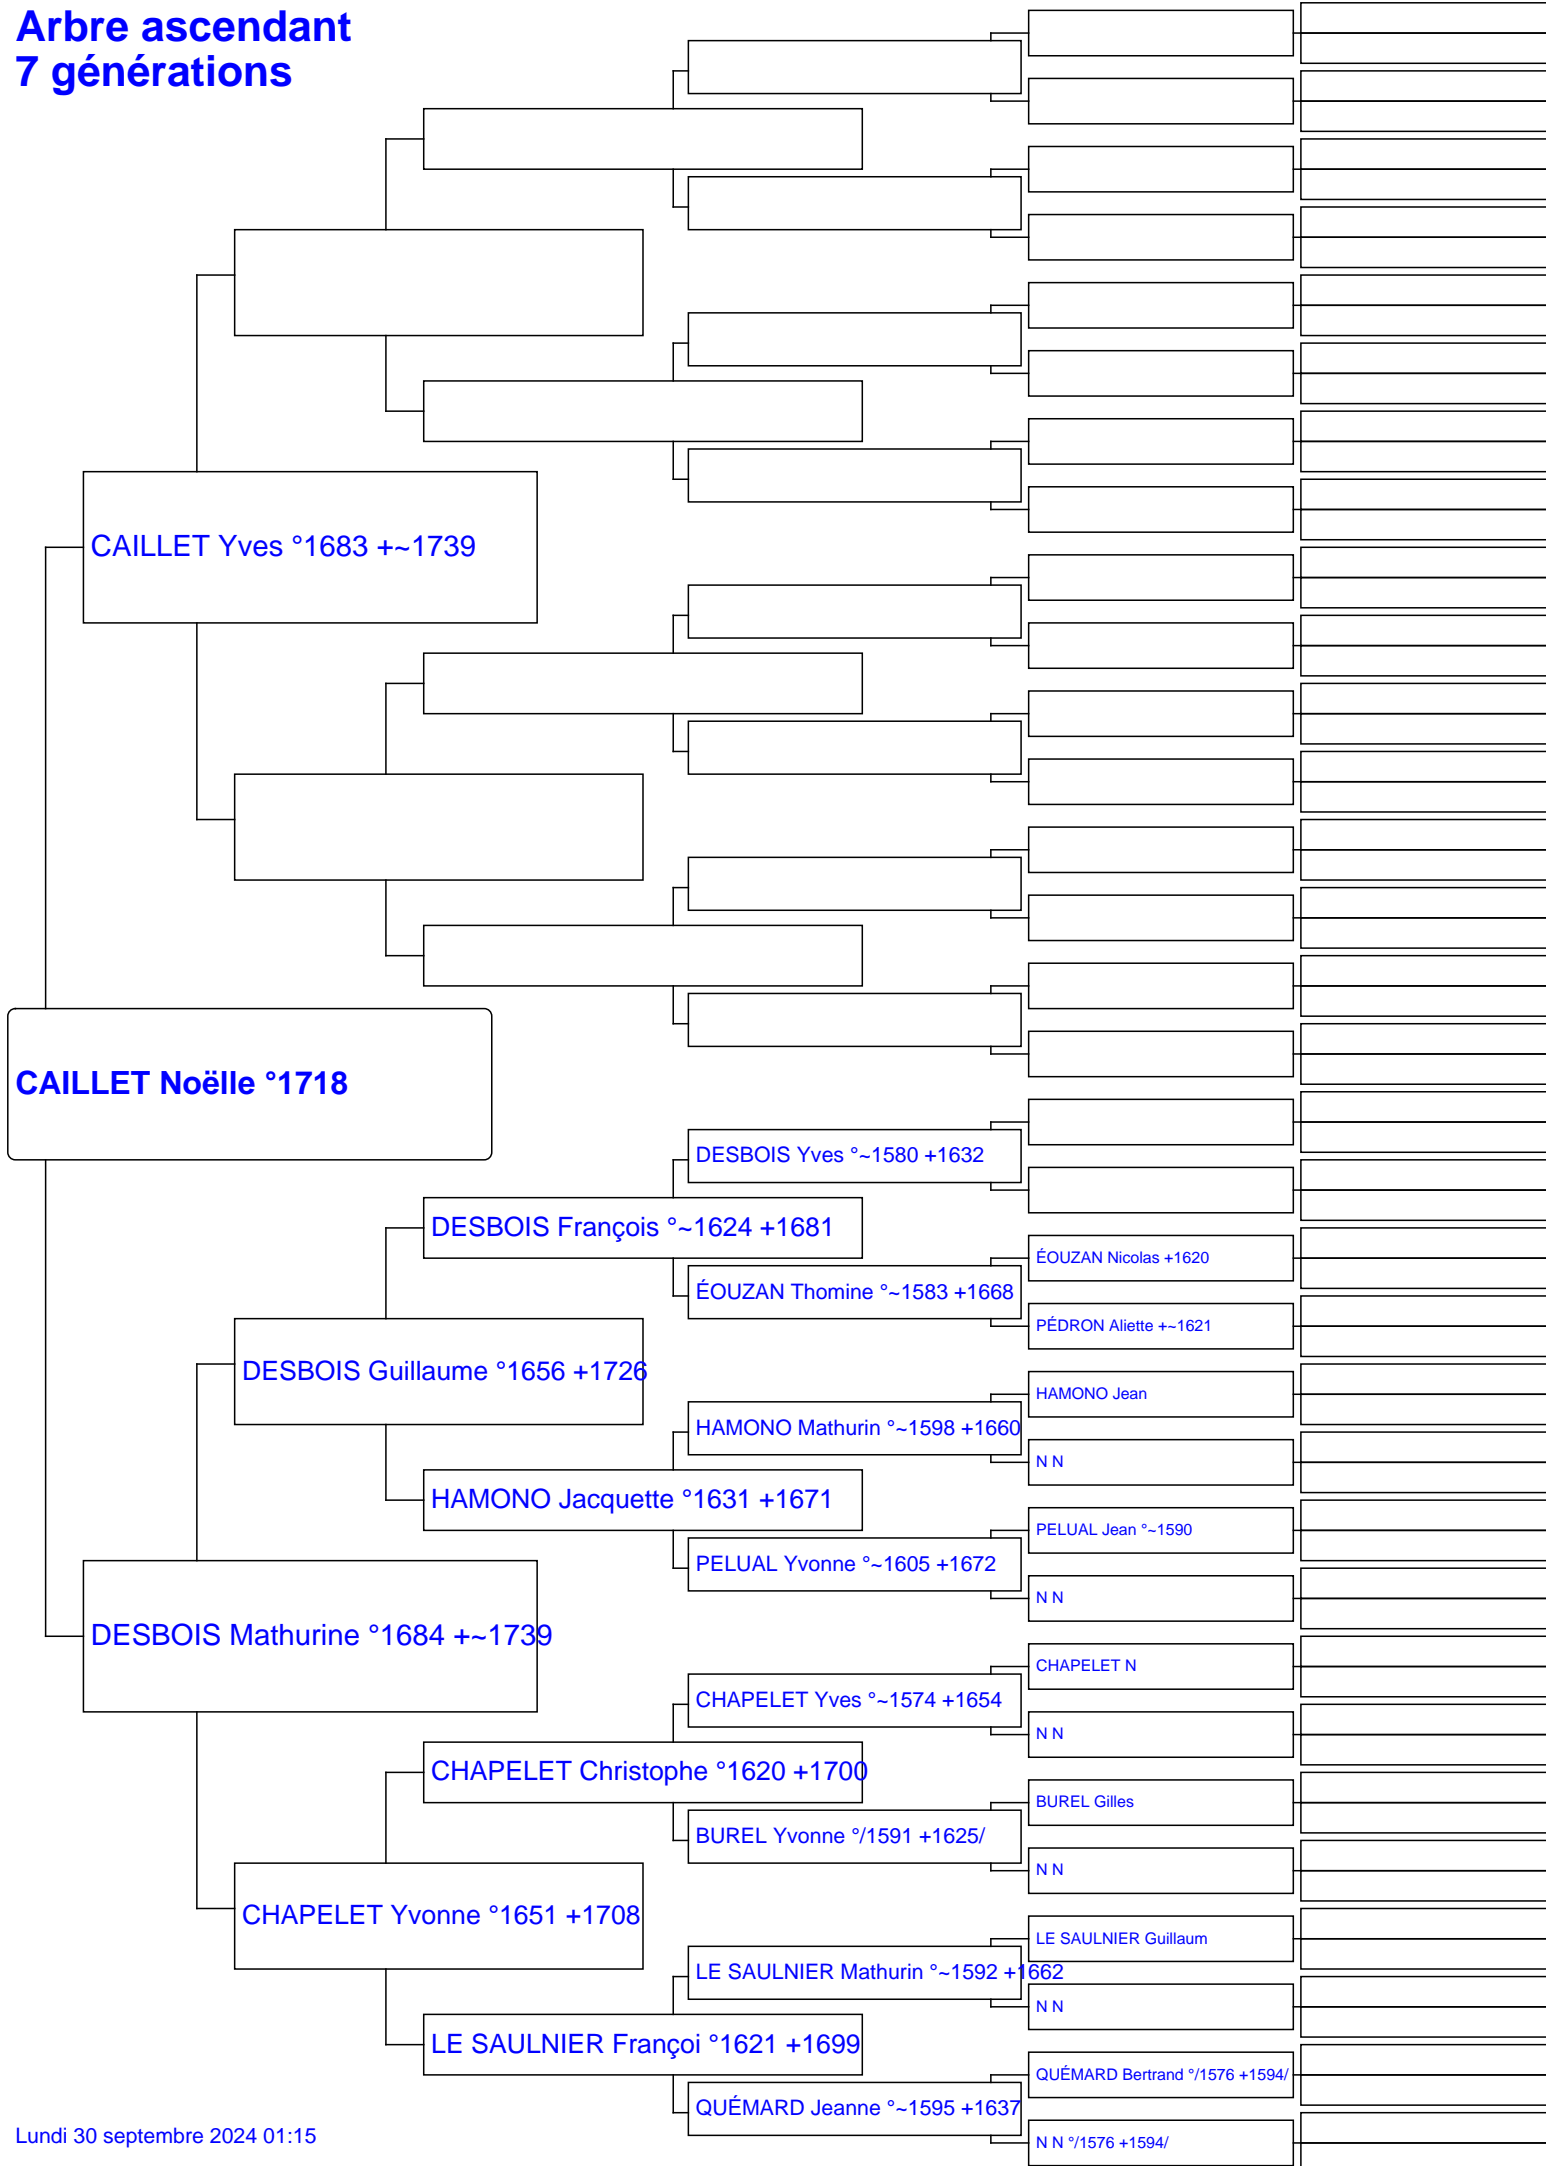 Arbre ascendant
7 générations
CAILLET Yves °1683 +~1739
CAILLET Noëlle °1718
DESBOIS Yves °~1580 +1632
DESBOIS François °~1624 +1681
ÉOUZAN Nicolas +1620
ÉOUZAN Thomine °~1583 +1668
PÉDRON Aliette +~1621
DESBOIS Guillaume °1656 +1726
HAMONO Jean
HAMONO Mathurin °~1598 +1660
N N
HAMONO Jacquette °1631 +1671
PELUAL Jean °~1590
PELUAL Yvonne °~1605 +1672
N N
DESBOIS Mathurine °1684 +~1739
CHAPELET N
CHAPELET Yves °~1574 +1654
N N
CHAPELET Christophe °1620 +1700
BUREL Gilles
BUREL Yvonne °/1591 +1625/
N N
CHAPELET Yvonne °1651 +1708
LE SAULNIER Guillaum
LE SAULNIER Mathurin °~1592 +1662
N N
LE SAULNIER Françoi °1621 +1699
QUÉMARD Bertrand °/1576 +1594/
QUÉMARD Jeanne °~1595 +1637
N N °/1576 +1594/
Lundi 30 septembre 2024 01:15